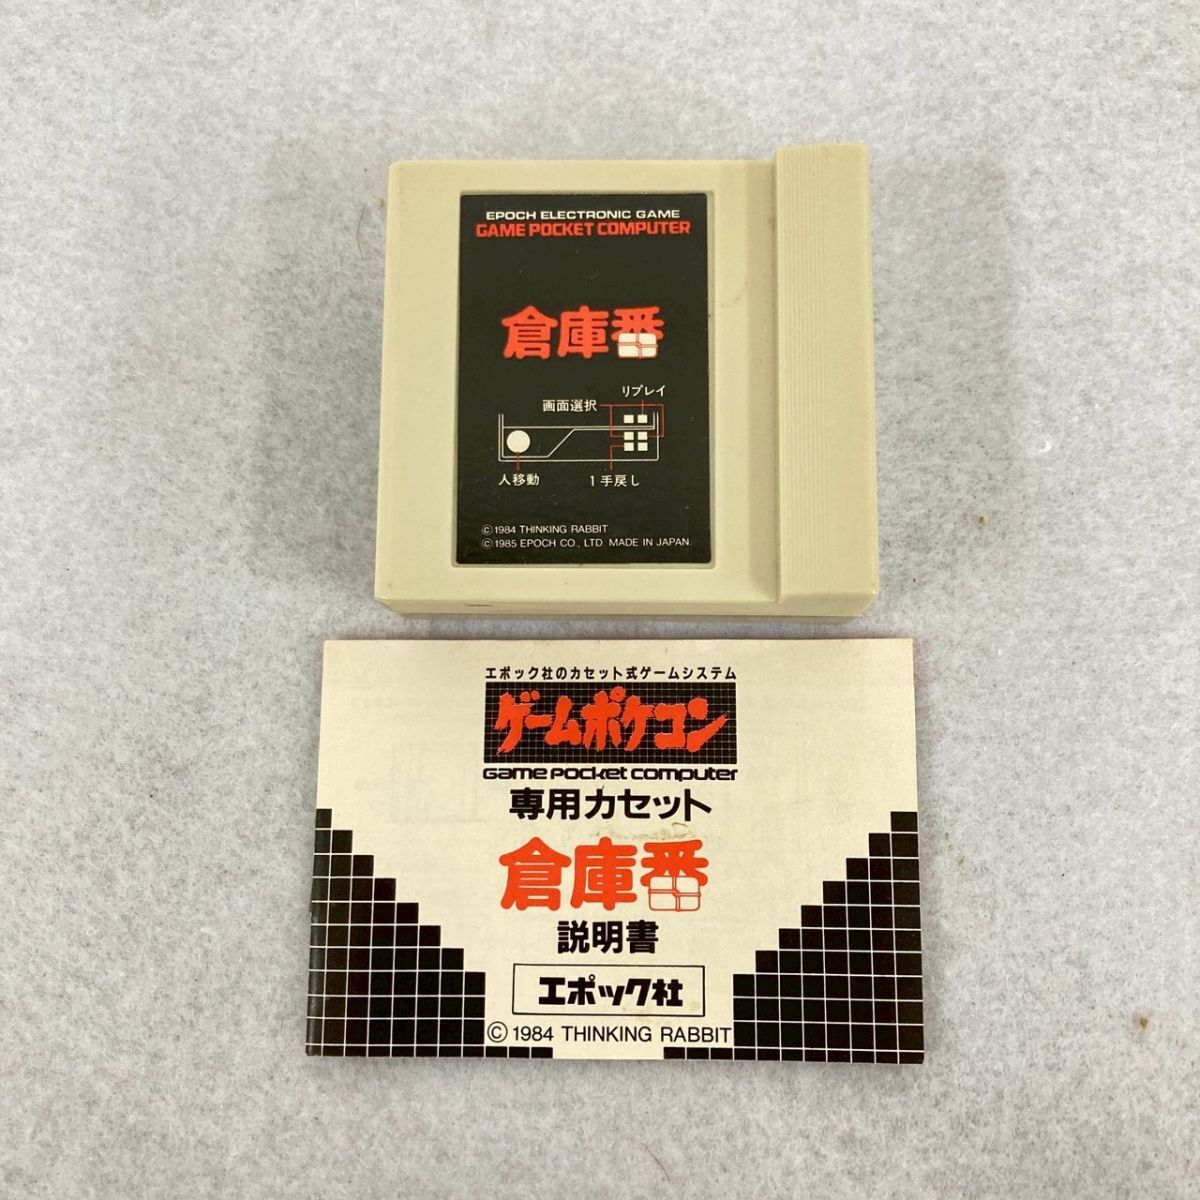 EPOCH ELECTRONIC GAME
GAME POCKET COMPUTER
倉庫番
リプレイ
画面選択
人移動
1手戻し
©1984 THINKING RABBIT
©1985 EPOCH CO., LTD. MADE IN JAPAN.
エポック社のカセット式ゲームシステム
ゲームポケコン
Game pocket computer
専用カセット
倉庫番
説明書
エポック社
©1984 THINKING RABBIT